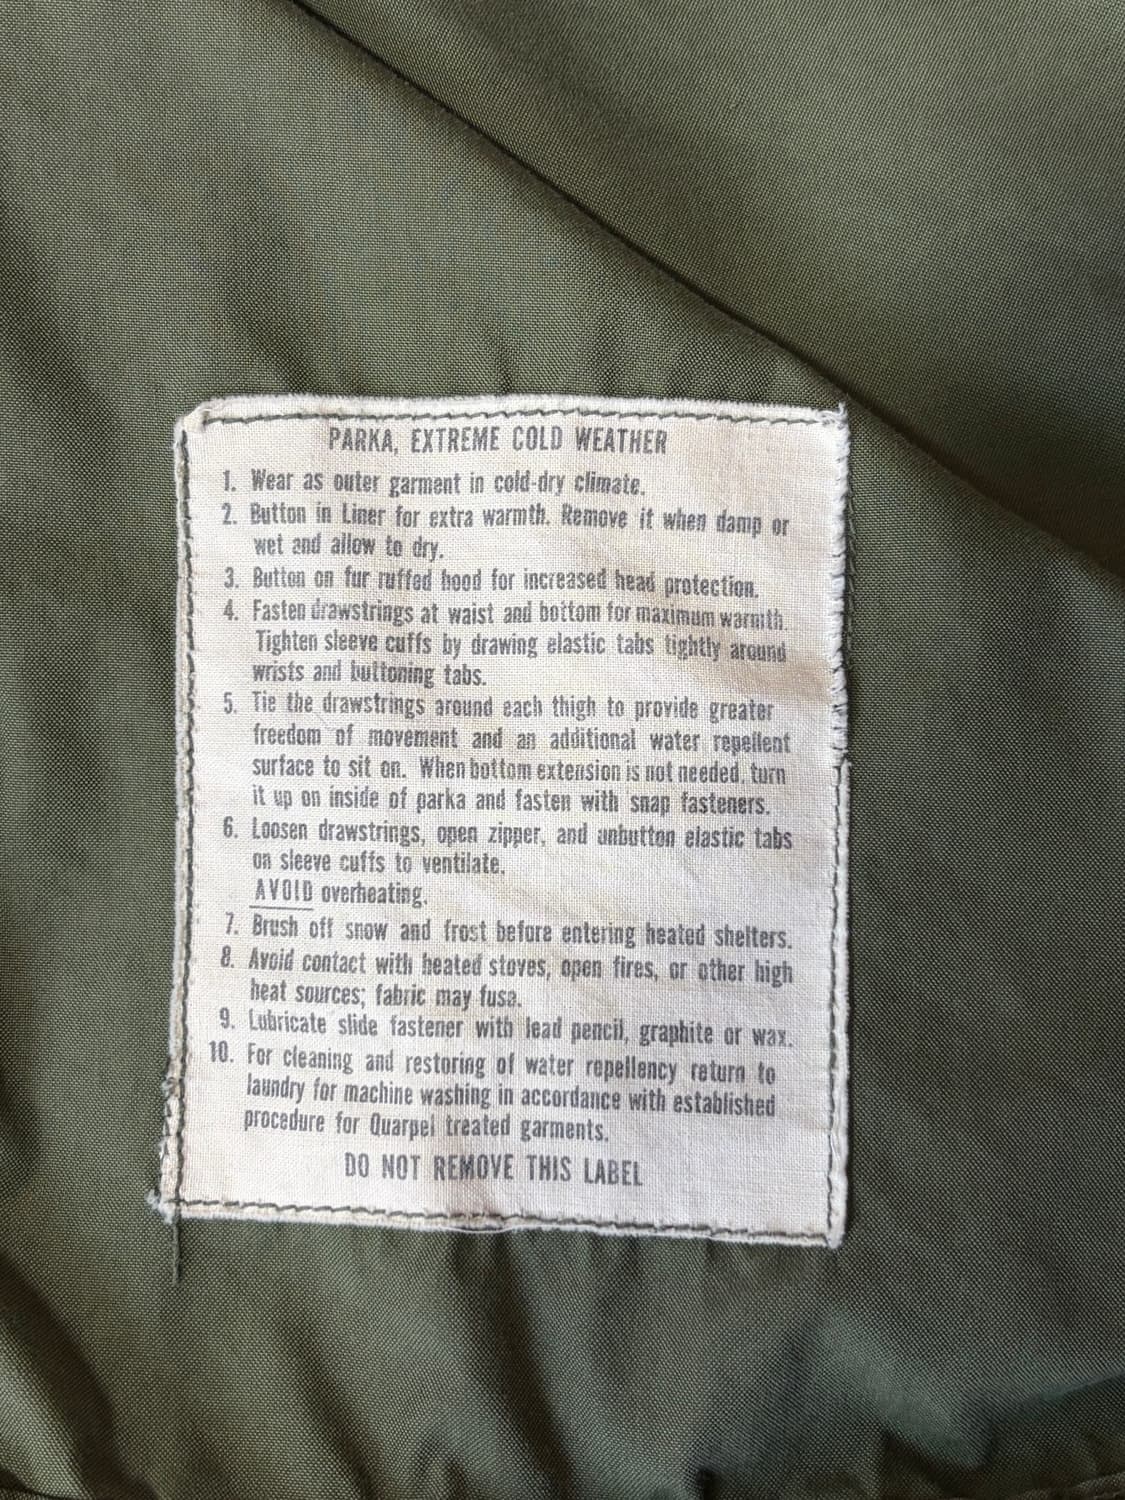 PARKA, EXTREME COLD WEATHER
1. Wear as outer garment in cold-dry climate.
2. Button in Liner for extra warmth. Remove it when damp or
wet and allow to dry.
3. Button on fur ruffed hood for increased head protection.
4. Fasten drawstrings at waist and bottom for maximum warmth.
Tighten sleeve cuffs by drawing elastic tabs tightly around
wrists and buttoning tabs.
5. Tie the drawstrings around each thigh to provide greater
freedom of movement and an additional water repellent
surface to sit on. When bottom extension is not needed, turn
it up on inside of parka and fasten with snap fasteners.
6. Loosen drawstrings, open zipper, and unbutton elastic tabs
on sleeve cuffs to ventilate.
AVOID overheating.
7. Brush off snow and frost before entering heated shelters.
8. Avoid contact with heated stoves, open fires, or other high
heat sources; fabric may fuse.
9. Lubricate slide fastener with lead pencil, graphite or wax.
10. For cleaning and restoring of water repellency return to
laundry for machine washing in accordance with established
procedure for Quarpel treated garments.
DO NOT REMOVE THIS LABEL